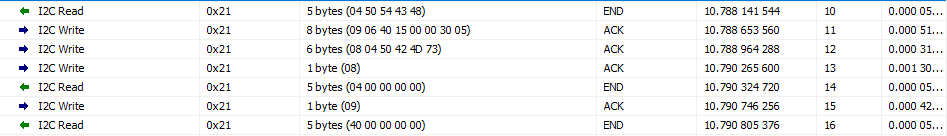 I2C Read 0x21 5 bytes (04 50 54 43 48) END 10.788 141 544 10 0.000 05...
I2C Write 0x21 8 bytes (09 06 40 15 00 00 30 05) ACK 10.788 653 560 11 0.000 51...
I2C Write 0x21 6 bytes (08 04 50 42 4D 73) ACK 10.788 964 288 12 0.000 31...
I2C Write 0x21 1 byte (08) ACK 10.790 265 600 13 0.001 30...
I2C Read 0x21 5 bytes (04 00 00 00 00) END 10.790 324 720 14 0.000 05...
I2C Write 0x21 1 byte (09) ACK 10.790 746 256 15 0.000 42...
I2C Read 0x21 5 bytes (40 00 00 00 00) END 10.790 805 376 16 0.000 05...